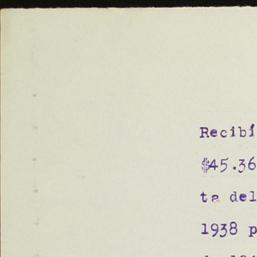 Recibí
$45.36
ta del
1938 p